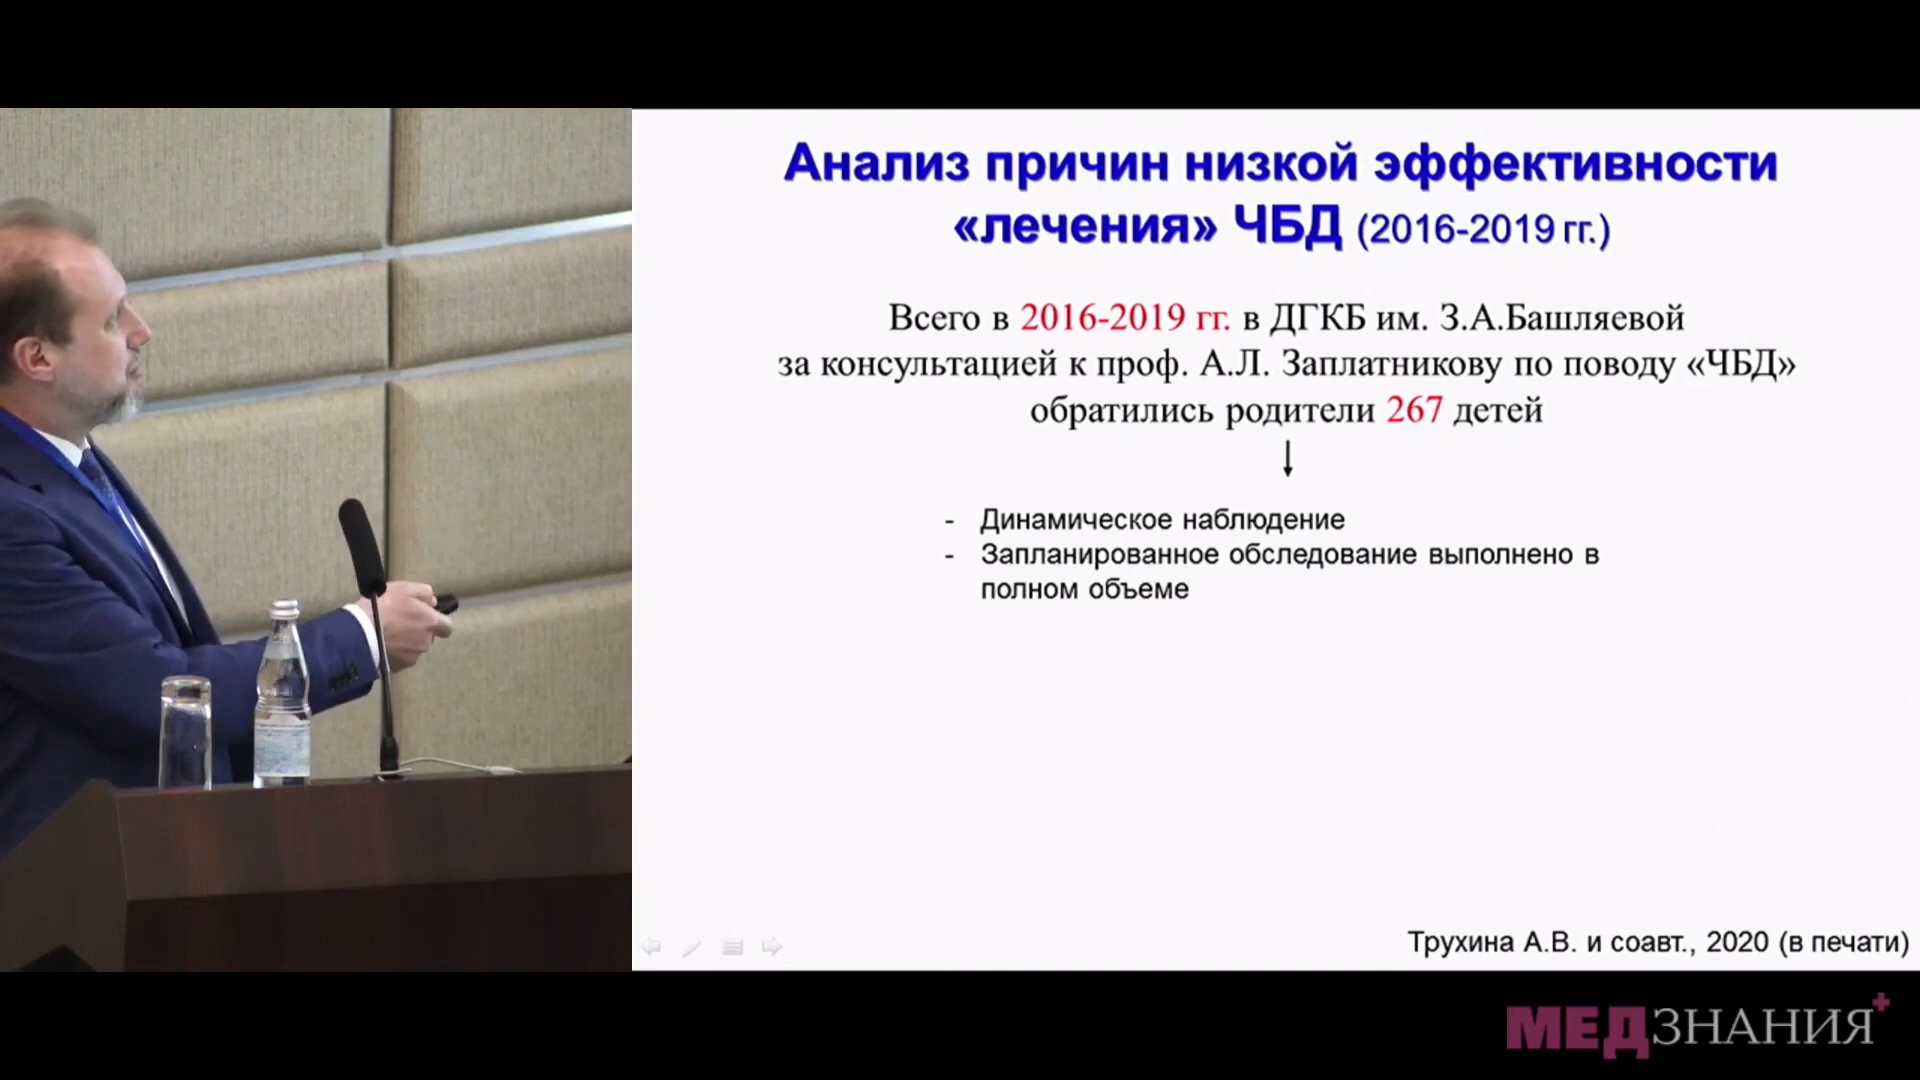 Анализ причин низкой эффективности
«лечения» ЧБД (2016-2019 гг.)
Всего в 2016-2019 гг. в ДГКБ им. З.А.Башляевой
за консультацией к проф. А.Л. Заплатникову по поводу «ЧБД»
обратились родители 267 детей
- Динамическое наблюдение
- Запланированное обследование выполнено в
полном объеме
Трухина А.В. и соавт., 2020 (в печати)
МЕДЗНАНИЯ+